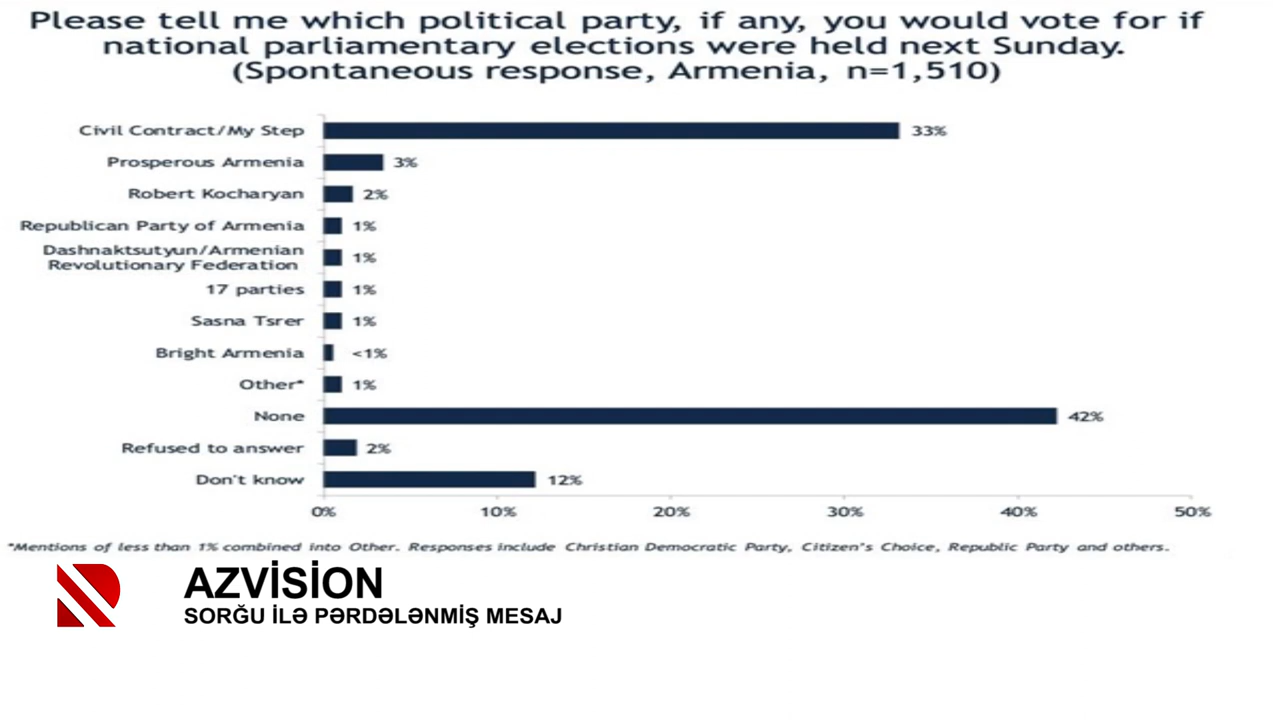 Please tell me which political party, if any, you would vote for if
national parliamentary elections were held next Sunday.
(Spontaneous response, Armenia, n=1,510)
Civil Contract/My Step 33%
Prosperous Armenia 3%
Robert Kocharyan 2%
Republican Party of Armenia 1%
Dashnaktsutyun/Armenian
Revolutionary Federation 1%
17 parties 1%
Sasna Tsrer 1%
Bright Armenia <1%
Other* 1%
None 42%
Refused to answer 2%
Don't know 12%
0% 10% 20% 30% 40% 50%
*Mentions of less than 1% combined into Other. Responses include Christian Democratic Party, Citizen's Choice, Republic Party and others.
AZVİSİON
SORĞU İLƏ PƏRDƏLƏNMİŞ MESAJ